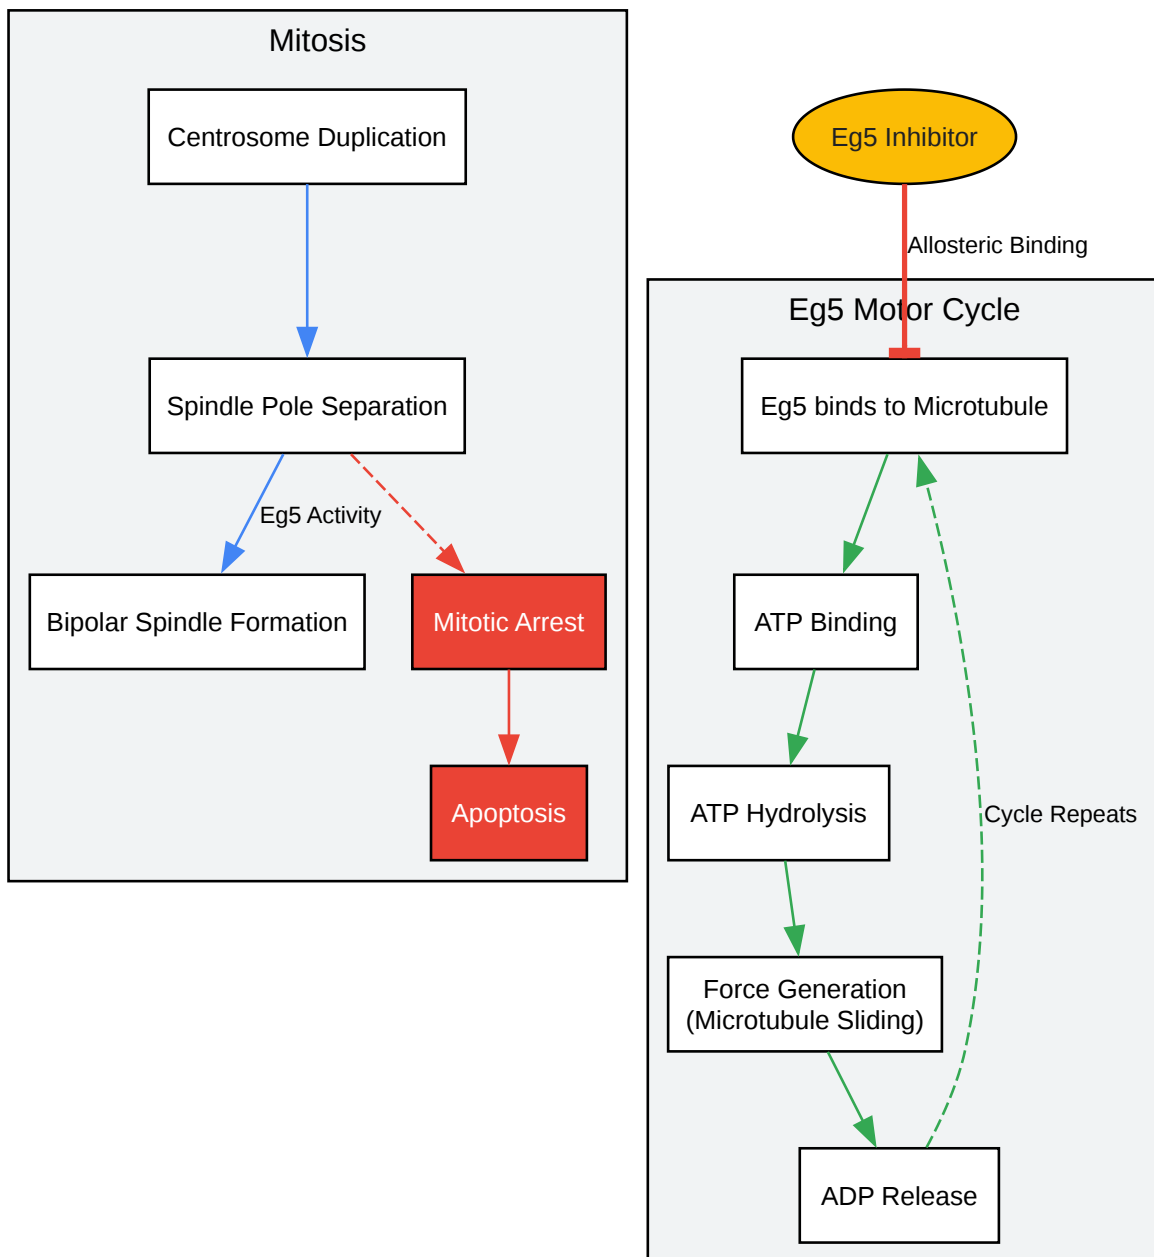 Mitosis
Centrosome Duplication
Spindle Pole Separation
Eg5 Activity
Bipolar Spindle Formation
Mitotic Arrest
Apoptosis
Eg5 Inhibitor
Allosteric Binding
Eg5 Motor Cycle
Eg5 binds to Microtubule
ATP Binding
ATP Hydrolysis
Cycle Repeats
Force Generation
(Microtubule Sliding)
ADP Release